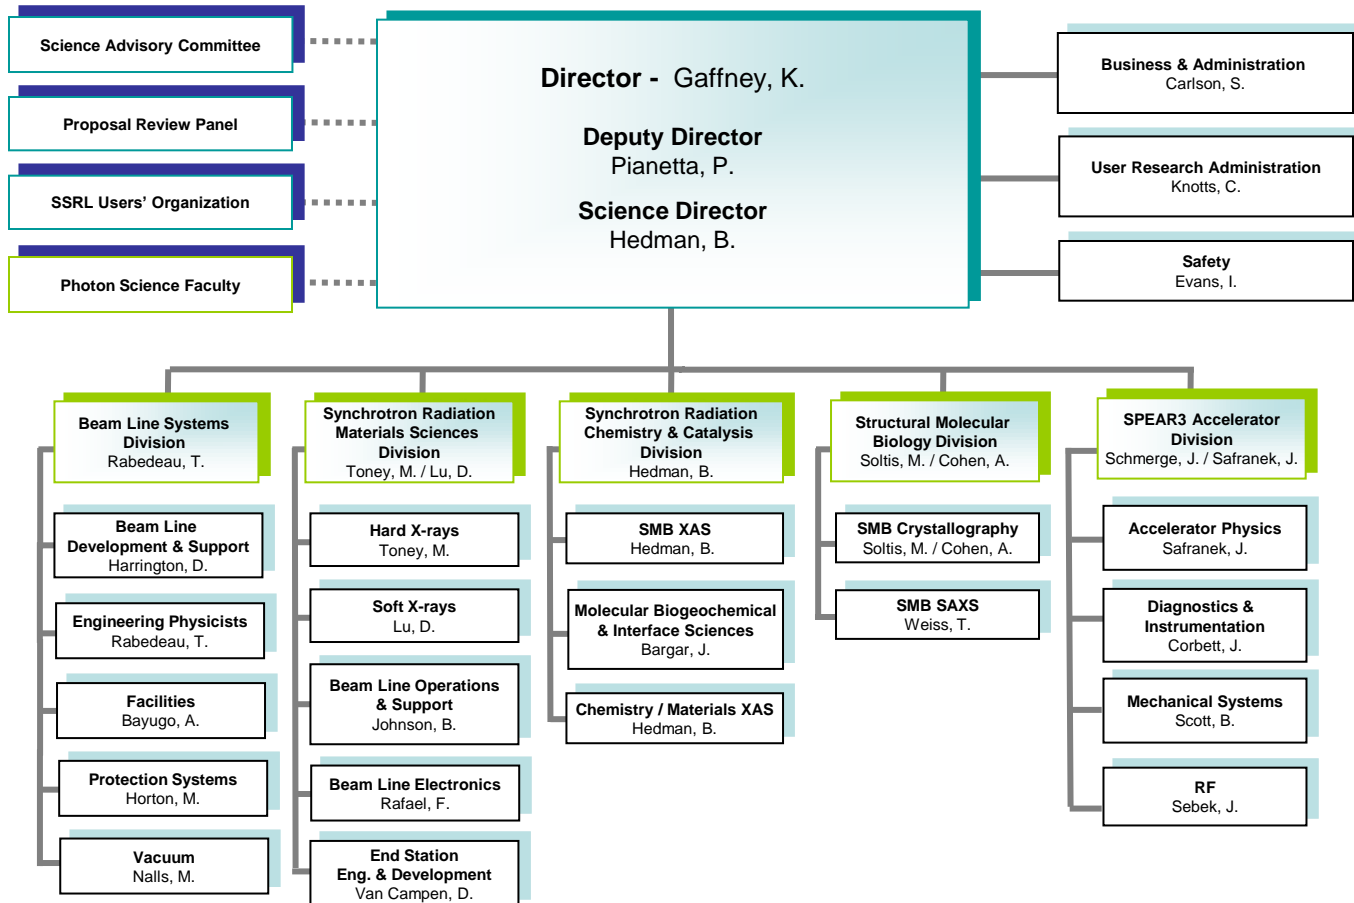 Science Advisory Committee
Proposal Review Panel
SSRL Users’ Organization
Photon Science Faculty
Director - Gaffney, K.
Deputy Director
Pianetta, P.
Science Director
Hedman, B.
Business & Administration
Carlson, S.
User Research Administration
Knotts, C.
Safety
Evans, I.
Beam Line Systems
Division
Rabedeau, T.
Beam Line
Development & Support
Harrington, D.
Engineering Physicists
Rabedeau, T.
Facilities
Bayugo, A.
Protection Systems
Horton, M.
Vacuum
Nalls, M.
Synchrotron Radiation
Materials Sciences
Division
Toney, M. / Lu, D.
Hard X-rays
Toney, M.
Soft X-rays
Lu, D.
Beam Line Operations
& Support
Johnson, B.
Beam Line Electronics
Rafael, F.
End Station
Eng. & Development
Van Campen, D.
Synchrotron Radiation
Chemistry & Catalysis
Division
Hedman, B.
SMB XAS
Hedman, B.
Molecular Biogeochemical
& Interface Sciences
Bargar, J.
Chemistry / Materials XAS
Hedman, B.
Structural Molecular
Biology Division
Soltis, M. / Cohen, A.
SMB Crystallography
Soltis, M. / Cohen, A.
SMB SAXS
Weiss, T.
SPEAR3 Accelerator
Division
Schmerge, J. / Safranek, J.
Accelerator Physics
Safranek, J.
Diagnostics &
Instrumentation
Corbett, J.
Mechanical Systems
Scott, B.
RF
Sebek, J.